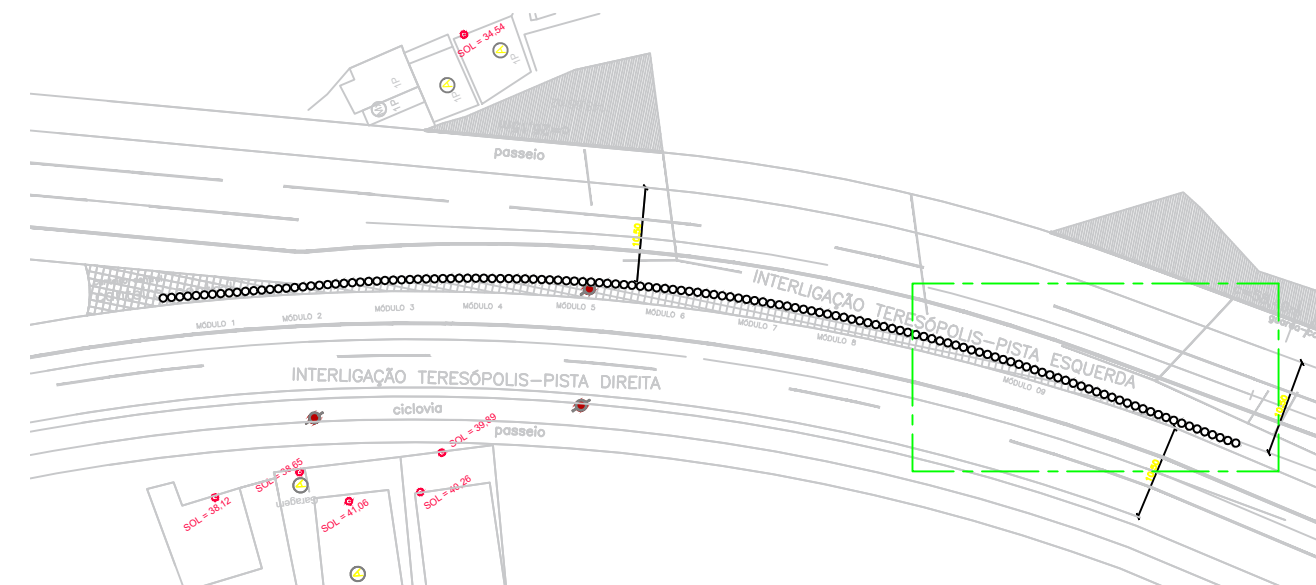 SOL = 34,54
1P
1P
1P
1P
passeio
INTERLIGAÇÃO TERESÓPOLIS-PISTA ESQUERDA
MÓDULO 1
MÓDULO 2
MÓDULO 3
MÓDULO 4
MÓDULO 5
MÓDULO 6
MÓDULO 7
MÓDULO 8
MÓDULO 09
INTERLIGAÇÃO TERESÓPOLIS-PISTA DIREITA
ciclovia
passeio
SOL = 39,89
SOL = 38,65
SOL = 40,26
SOL = 38,12
SOL = 41,06
Garagem